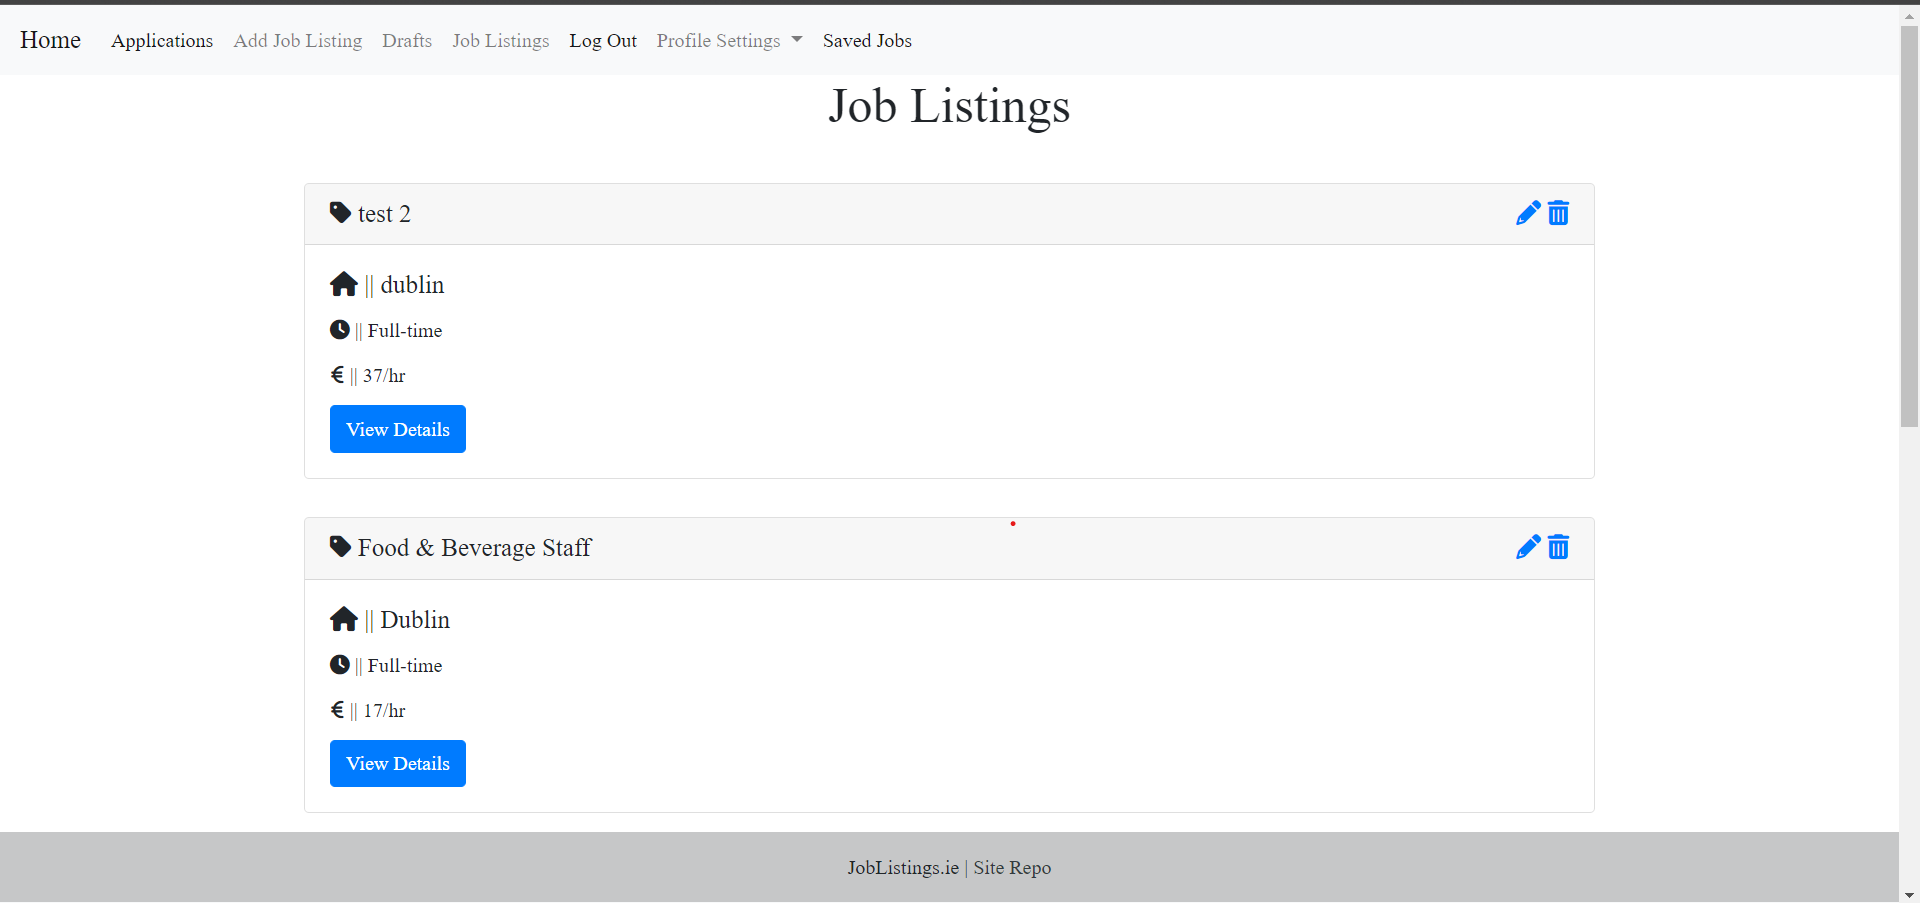 Home Applications Add Job Listing Drafts Job Listings Log Out Profile Settings Saved Jobs
Job Listings
test 2
|| dublin
|| Full-time
€ || 37/hr
View Details
Food & Beverage Staff
|| Dublin
|| Full-time
€ || 17/hr
View Details
JobListings.ie | Site Repo